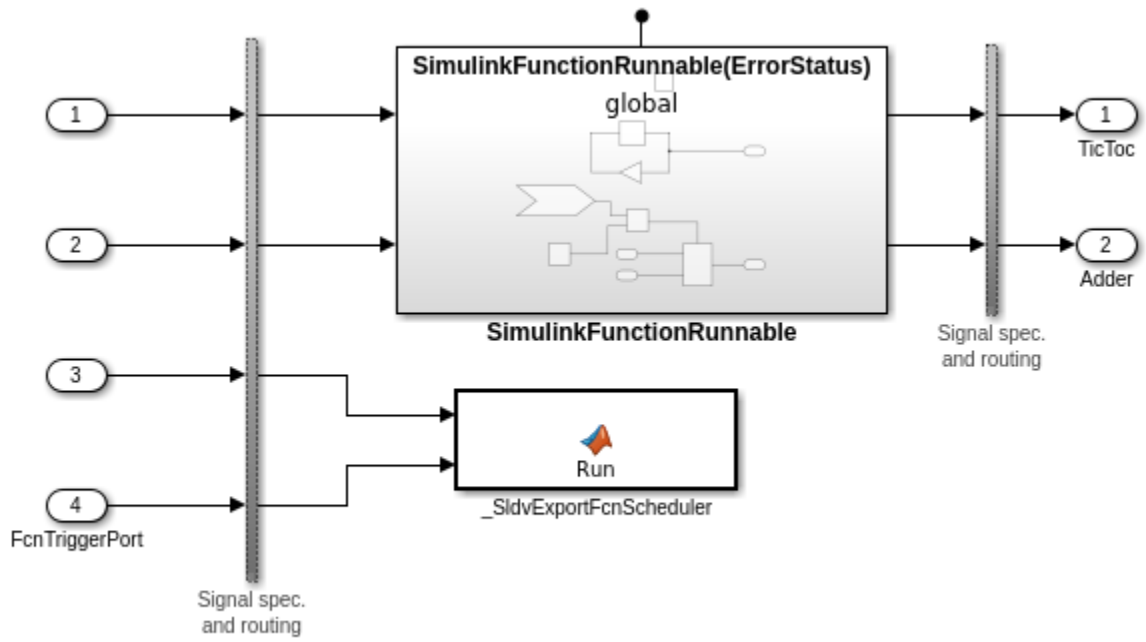 SimulinkFunctionRunnable(ErrorStatus)
global
1
1
TicToc
2
2
Adder
SimulinkFunctionRunnable
Signal spec.
and routing
3
Run
4
_SldvExportFcnScheduler
FcnTriggerPort
Signal spec.
and routing